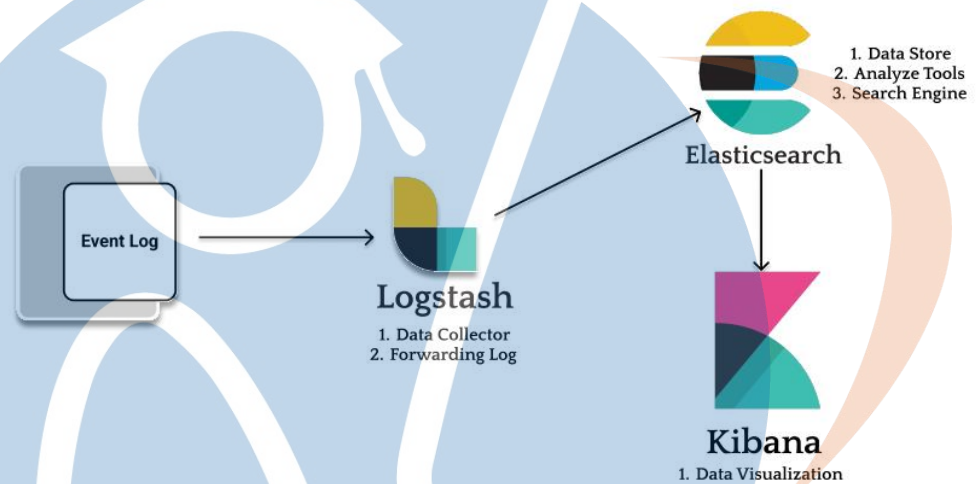 1. Data Store
2. Analyze Tools
3. Search Engine
Elasticsearch
Event Log
Logstash
1. Data Collector
2. Forwarding Log
Kibana
1. Data Visualization